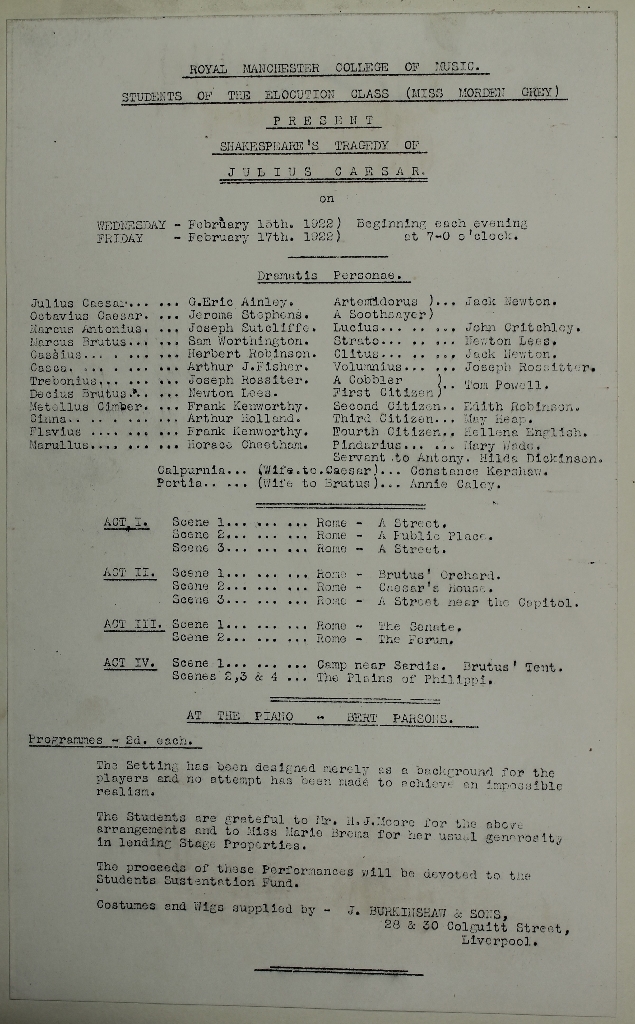 ROYAL MANCHESTER COLLEGE OF MUSIC.
STUDENTS OF THE ELOCUTION CLASS (MISS MORDEN GREY)
P R E S E N T
SHAKESPEARE'S TRAGEDY OF
J U L I U S C A E S A R.
on
WEDNESDAY - February 15th. 1922) Beginning each evening
FRIDAY - February 17th. 1922) at 7-0 o'clock.
Dramatis Personae.
Julius Caesar... ... G.Eric Ainley.
Octavius Caesar. ... Jerome Stephens.
Marcus Antonius. ... Joseph Sutcliffe.
Marcus Brutus... ... Sam Worthington.
Cassius... ... ... Herbert Robinson.
Casca. ... ... ... Arthur J.Fisher.
Trebonius... ... ... Joseph Rossiter.
Decius Brutus... ... Newton Lees.
Metellus Cimber. ... Frank Kenworthy.
Cinna.. ... ... ... Arthur Holland.
Flavius ... ... ... Frank Kenworthy.
Marullus... ... ... Horace Cheetham.
Artemidorus )... Jack Newton.
A Soothsayer)
Lucius... ... ... John Critchley.
Strato... ... ... Newton Lees.
Clitus... ... ... Jack Newton.
Volumnius... ... Joseph Rossitter.
A Cobbler )
First Citizen) .. Tom Powell.
Second Citizen.. Edith Robinson.
Third Citizen... May Heap.
Fourth Citizen.. Hellena English.
Pindarius... ... Mary Wade.
Servant to Antony. Hilda Dickinson.
Calpurnia... (Wife.to.Caesar)... Constance Kershaw.
Portia.. ... (Wife to Brutus)... Annie Caley.
ACT I. Scene 1... ... ... Rome - A Street.
Scene 2... ... ... Rome - A Public Place.
Scene 3... ... ... Rome - A Street.
ACT II. Scene 1... ... ... Rome - Brutus' Orchard.
Scene 2... ... ... Rome - Caesar's House.
Scene 3... ... ... Rome - A Street near the Capitol.
ACT III. Scene 1... ... ... Rome - The Senate.
Scene 2... ... ... Rome - The Forum.
ACT IV. Scene 1... ... ... Camp near Sardis. Brutus' Tent.
Scenes 2,3 & 4 ... The Plains of Philippi.
AT THE PIANO - BERT PARSONS.
Programmes - 2d. each.
The Setting has been designed merely as a background for the
players and no attempt has been made to achieve an impossible
realism.
The Students are grateful to Mr. H.J.Moore for the above
arrangements and to Miss Marie Brema for her usual generosity
in lending Stage Properties.
The proceeds of these Performances will be devoted to the
Students Sustentation Fund.
Costumes and Wigs supplied by - J. BURKINSHAW & SONS,
28 & 30 Colquitt Street,
Liverpool.